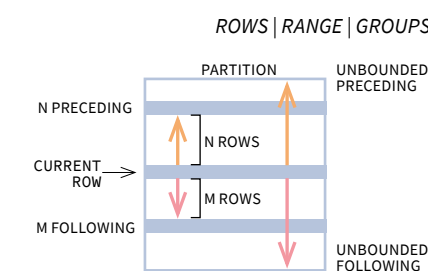 ROWS | RANGE | GROUPS
PARTITION
UNBOUNDED
PRECEDING
N PRECEDING
N ROWS
CURRENT
ROW
M ROWS
M FOLLOWING
UNBOUNDED
FOLLOWING